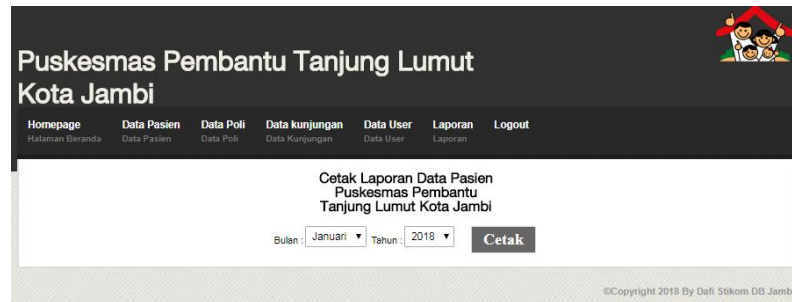 Puskesmas Pembantu Tanjung Lumut
Kota Jambi
Homepage Data Pasien Data Poli Data kunjungan Data User Laporan Logout
Halaman Beranda Data Pasien Data Poli Data Kunjungan Data User Laporan
Cetak Laporan Data Pasien
Puskesmas Pembantu
Tanjung Lumut Kota Jambi
Bulan : Januari Tahun : 2018 Cetak
©Copyright 2018 By Dafi Stikom DB Jamb